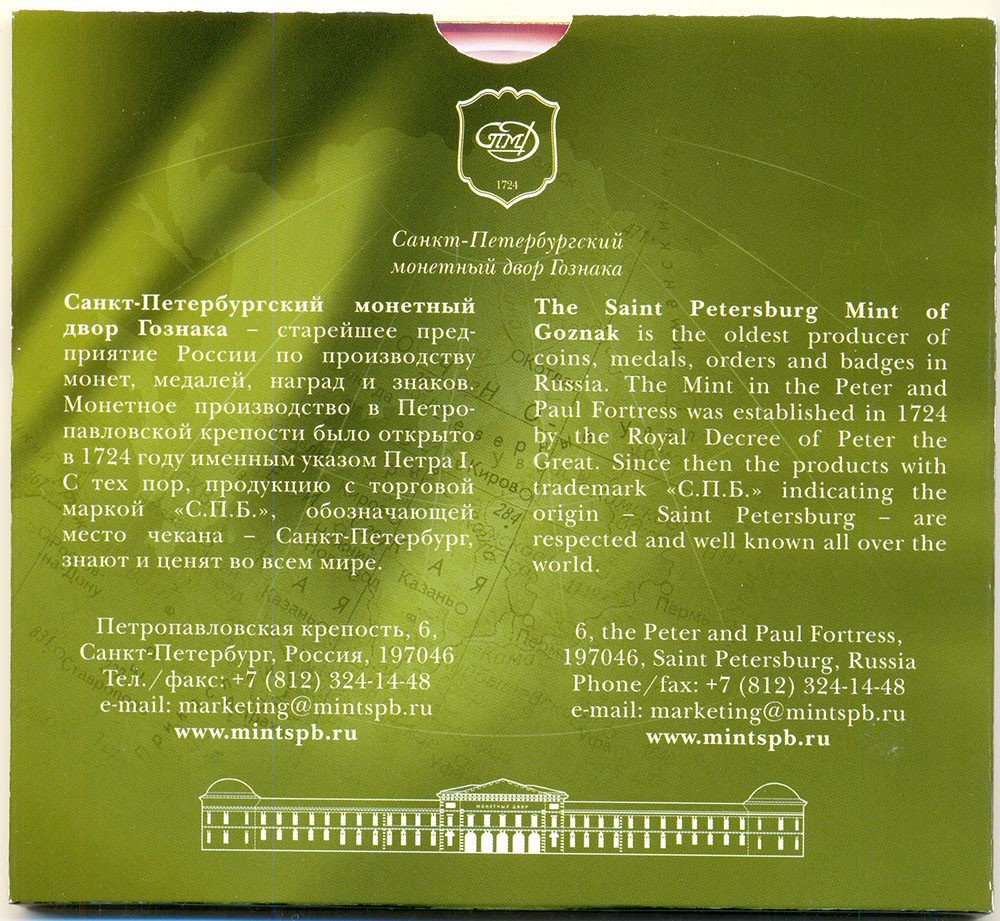 СПМД
1724
Санкт-Петербургский
монетный двор Гознака
Санкт-Петербургский монетный
двор Гознака – старейшее пред-
приятие России по производству
монет, медалей, наград и знаков.
Монетное производство в Петро-
павловской крепости было открыто
в 1724 году именным указом Петра I.
С тех пор, продукцию с торговой
маркой «С.П.Б.», обозначающей
место чекана – Санкт-Петербург,
знают и ценят во всем мире.
Петропавловская крепость, 6,
Санкт-Петербург, Россия, 197046
Тел./факс: +7 (812) 324-14-48
e-mail: marketing@mintspb.ru
www.mintspb.ru
The Saint Petersburg Mint of
Goznak is the oldest producer of
coins, medals, orders and badges in
Russia. The Mint in the Peter and
Paul Fortress was established in 1724
by the Royal Decree of Peter the
Great. Since then the products with
trademark «С.П.Б.» indicating the
origin – Saint Petersburg – are
respected and well known all over the
world.
6, the Peter and Paul Fortress,
197046, Saint Petersburg, Russia
Phone/fax: +7 (812) 324-14-48
e-mail: marketing@mintspb.ru
www.mintspb.ru
МОНЕТНЫЙ ДВОР